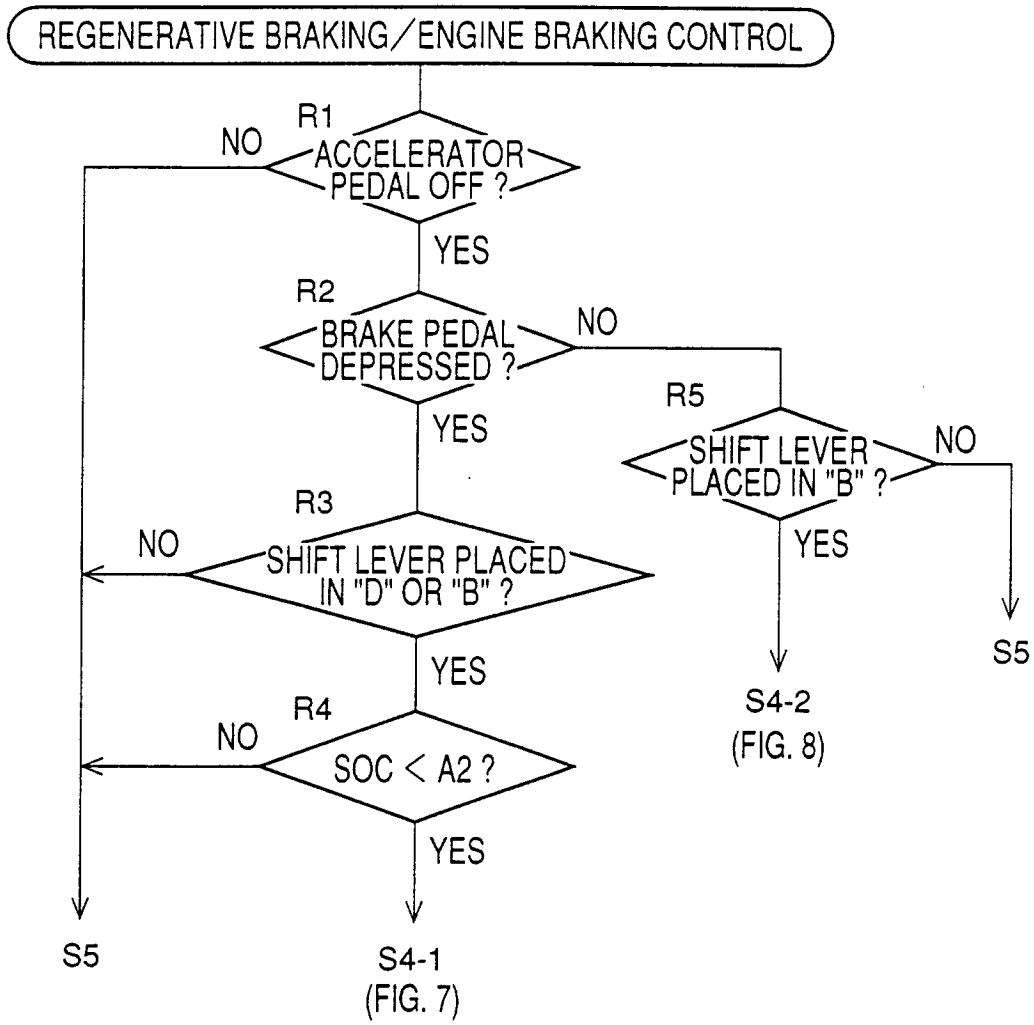 REGENERATIVE BRAKING/ENGINE BRAKING CONTROL
R1
NO
ACCELERATOR
PEDAL OFF ?
YES
R2
BRAKE PEDAL
DEPRESSED ?
NO
YES
R5
SHIFT LEVER
PLACED IN "B" ?
NO
YES
S5
S4-2
(FIG. 8)
R3
NO
SHIFT LEVER PLACED
IN "D" OR "B" ?
YES
R4
NO
SOC < A2 ?
YES
S5
S4-1
(FIG. 7)